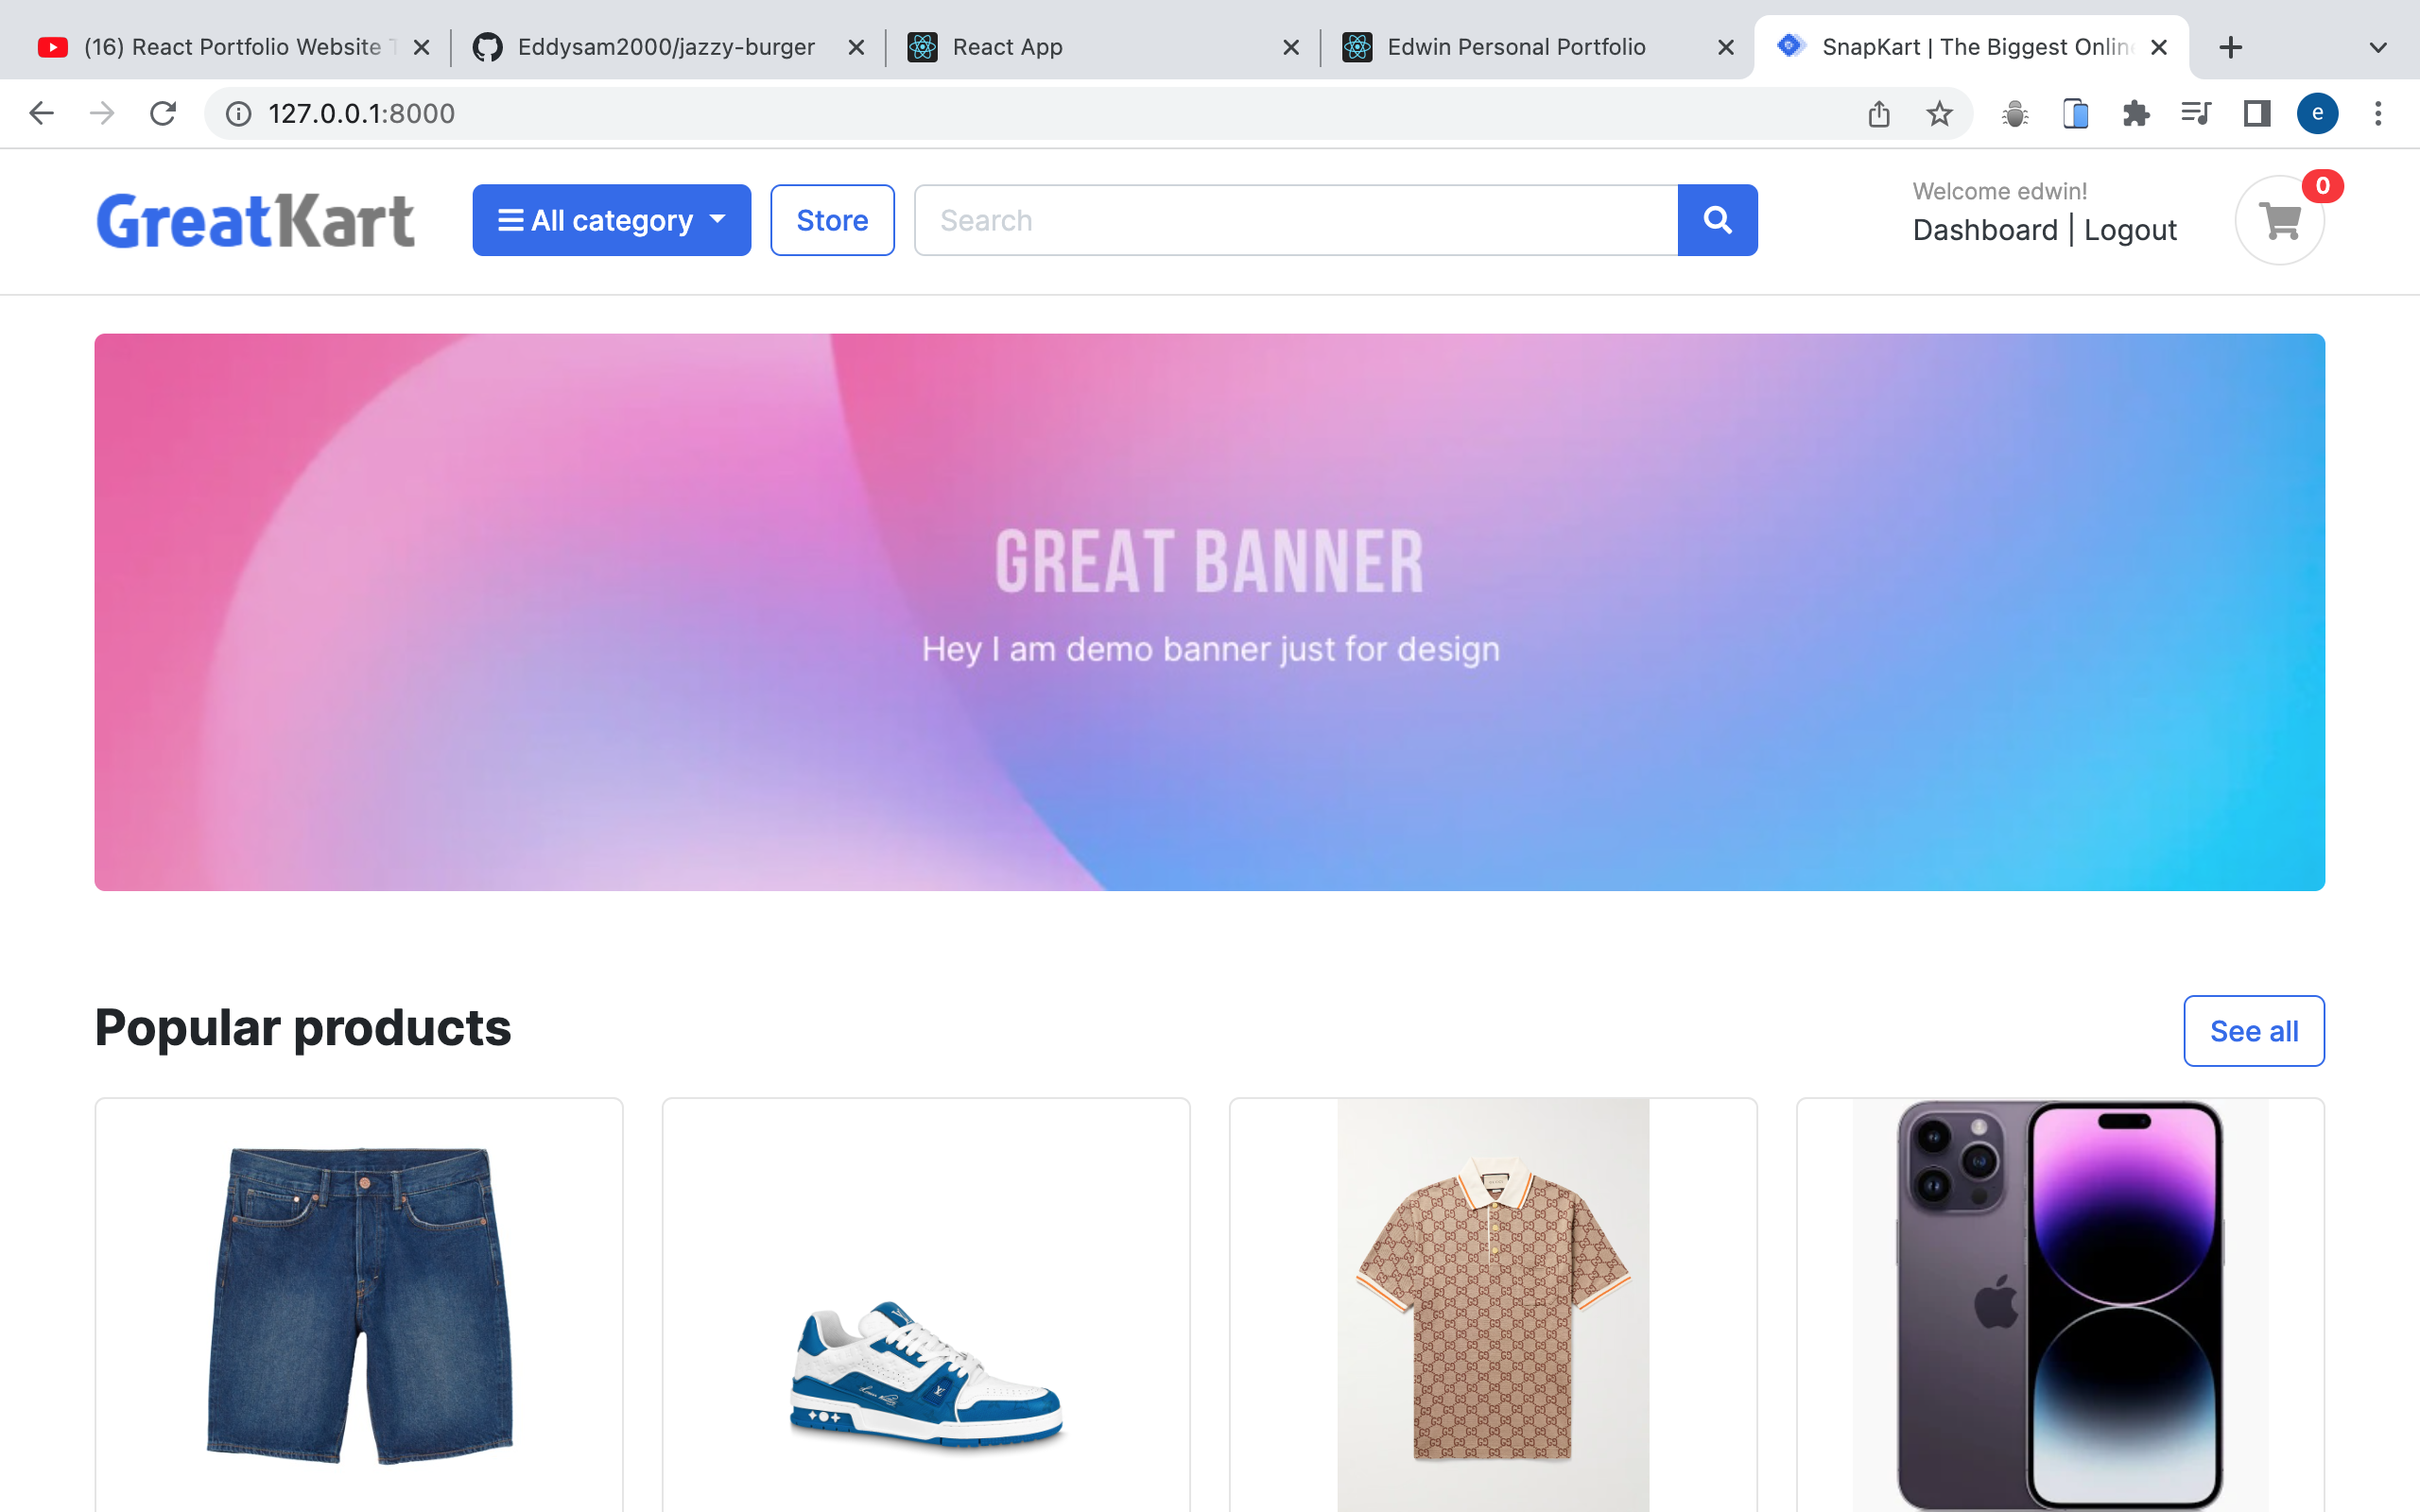 (16) React Portfolio Website
Eddysam2000/jazzy-burger
React App
Edwin Personal Portfolio
SnapKart | The Biggest Onlin
127.0.0.1:8000
e
GreatKart
All category
Store
Search
Welcome edwin!
Dashboard | Logout
0
GREAT BANNER
Hey I am demo banner just for design
Popular products
See all